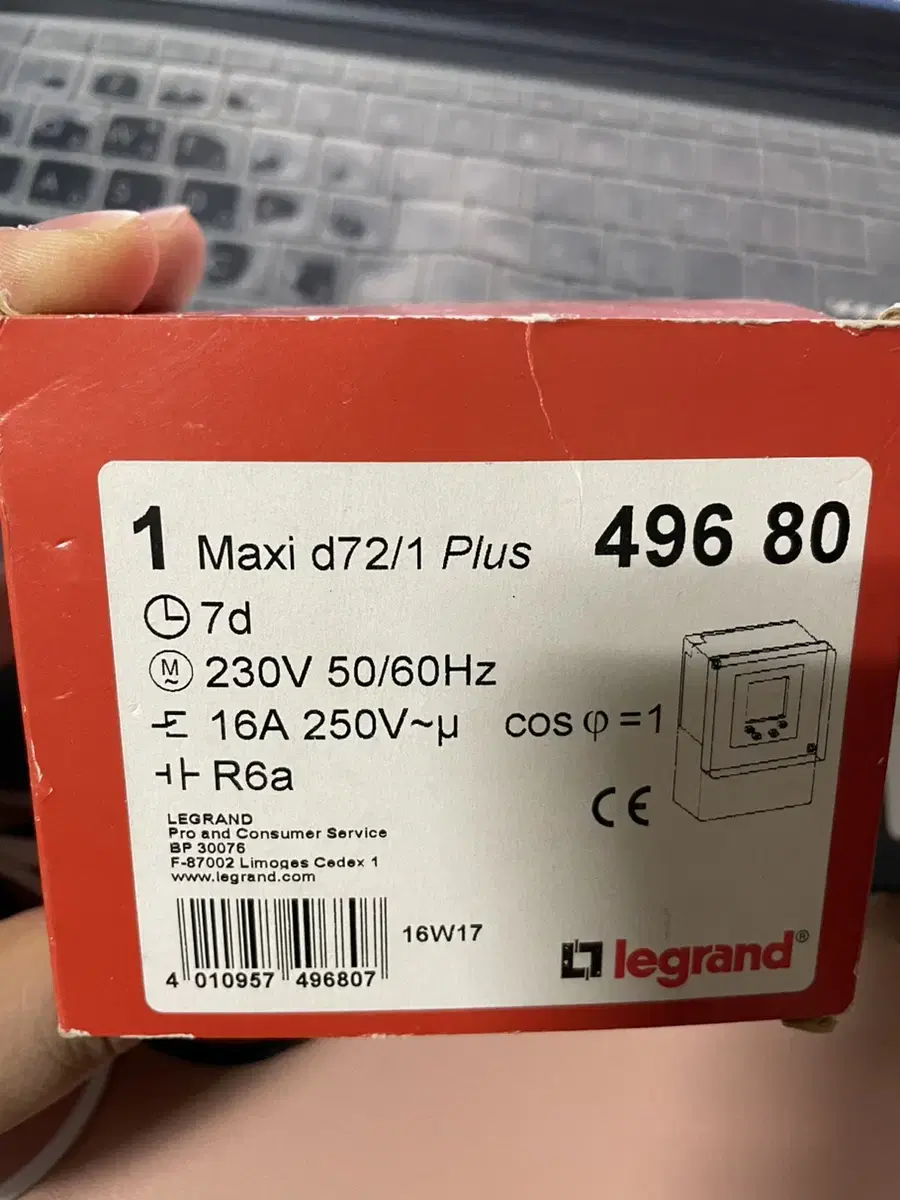 1 Maxi d72/1 Plus 496 80
7d
M 230V 50/60Hz
16A 250V~µ cos φ =1
R6a
CE
LEGRAND
Pro and Consumer Service
BP 30076
F-87002 Limoges Cedex 1
www.legrand.com
16W17
4 010957 496807
legrand®